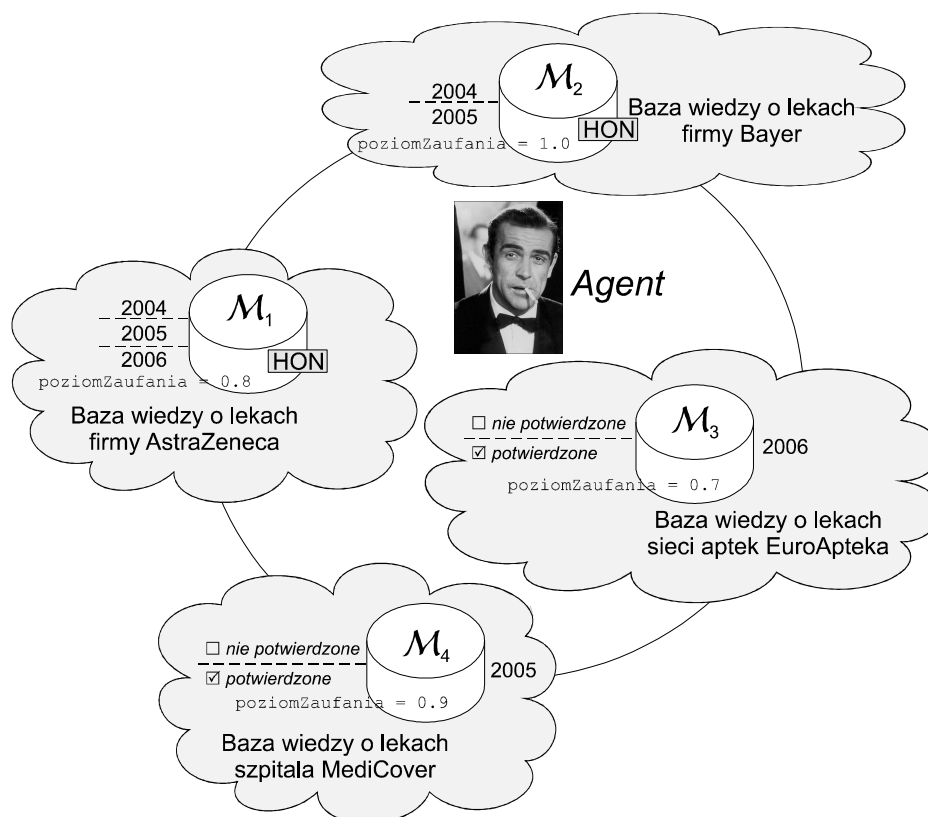 M2
2004
2005
HON
poziomZaufania = 1.0
Baza wiedzy o lekach
firmy Bayer
Agent
M1
2004
2005
2006
HON
poziomZaufania = 0.8
Baza wiedzy o lekach
firmy AstraZeneca
M3
☐ nie potwierdzone
☑ potwierdzone
2006
poziomZaufania = 0.7
Baza wiedzy o lekach
sieci aptek EuroApteka
M4
☐ nie potwierdzone
☑ potwierdzone
2005
poziomZaufania = 0.9
Baza wiedzy o lekach
szpitala MediCover